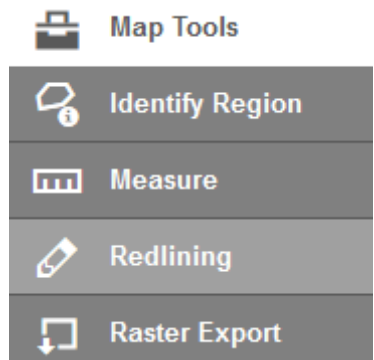 Map Tools
Identify Region
Measure
Redlining
Raster Export